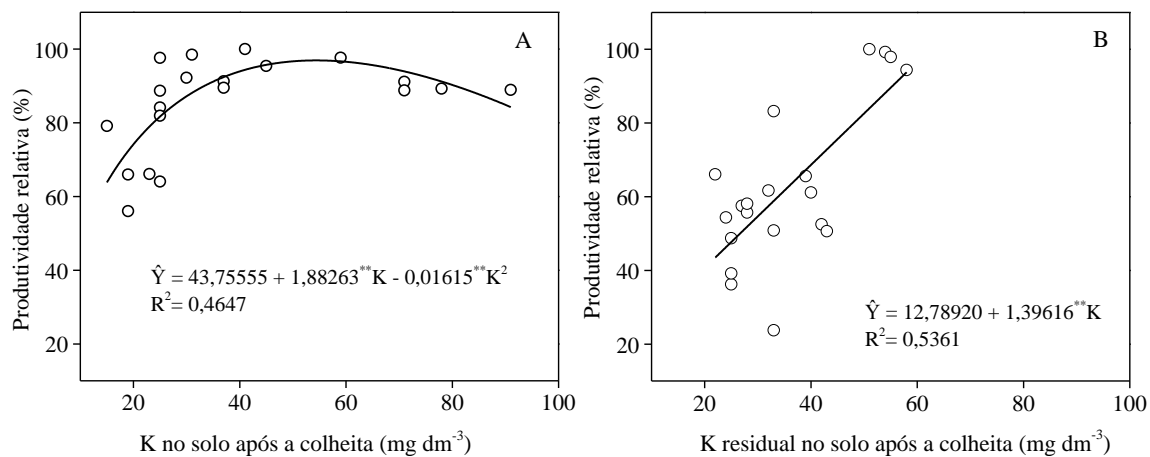 A
Produtividade relativa (%)
100
80
60
40
20
Ŷ = 43,75555 + 1,88263**K - 0,01615**K²
R²= 0,4647
20 40 60 80 100
K no solo após a colheita (mg dm⁻³)
B
Produtividade relativa (%)
100
80
60
40
20
Ŷ = 12,78920 + 1,39616**K
R²= 0,5361
20 40 60 80 100
K residual no solo após a colheita (mg dm⁻³)